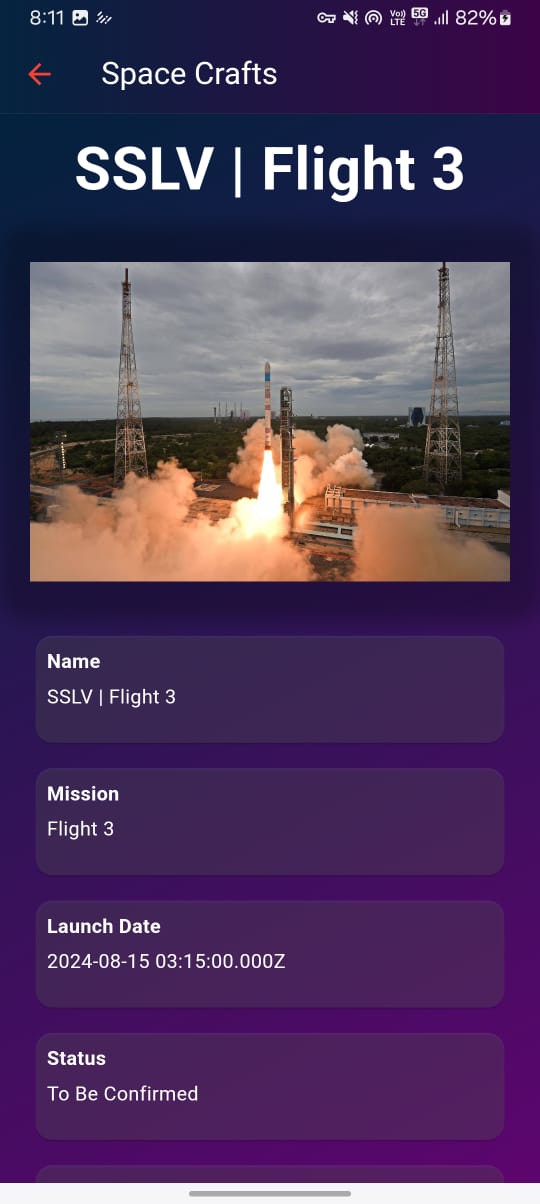 8:11
Vo)) 5G
LTE
82%
Space Crafts
SSLV | Flight 3
Name
SSLV | Flight 3
Mission
Flight 3
Launch Date
2024-08-15 03:15:00.000Z
Status
To Be Confirmed